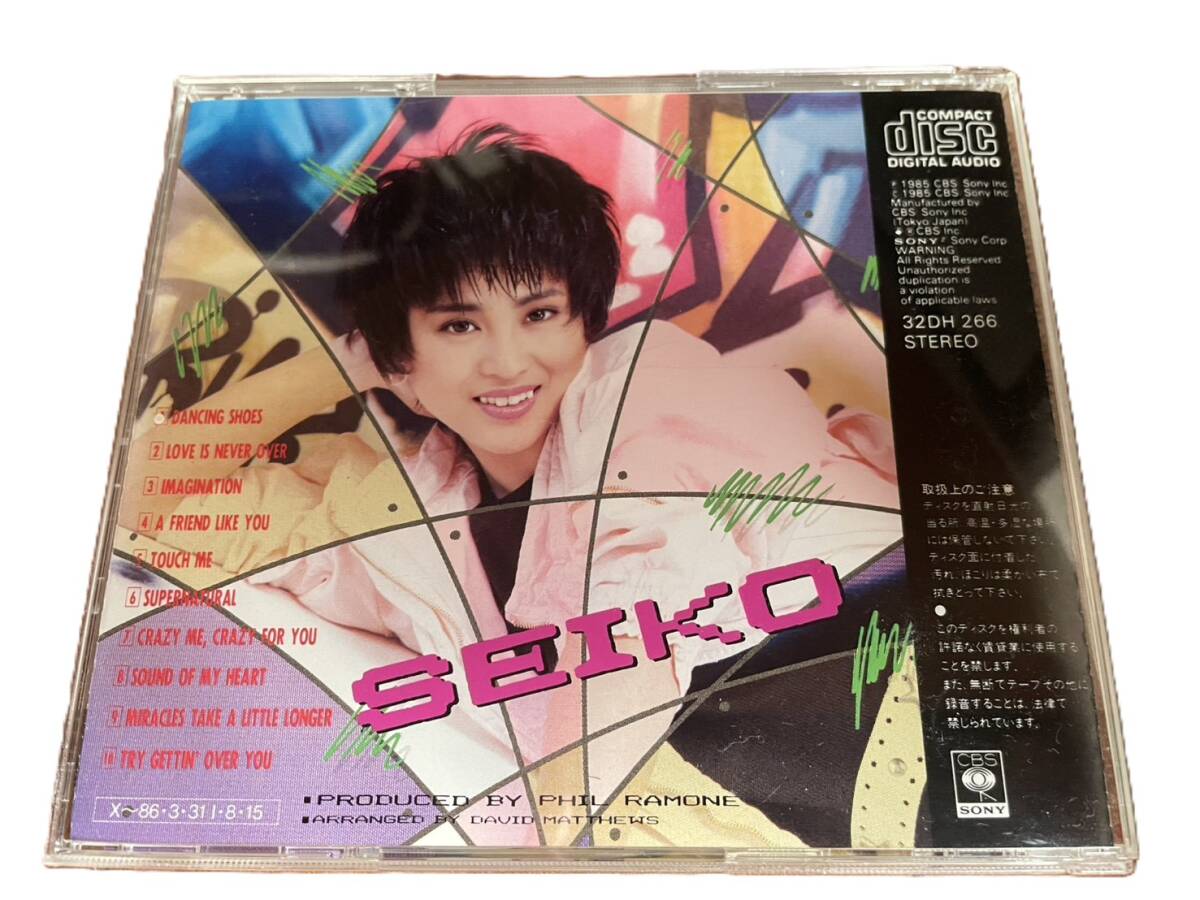 COMPACT
disc
DIGITAL AUDIO
℗ 1985 CBS Sony Inc
© 1985 CBS Sony Inc
Manufactured by
CBS Sony Inc
(Tokyo Japan)
CBS Inc.
SONY Sony Corp
WARNING
All Rights Reserved
Unauthorized
duplication is
a violation
of applicable laws
32DH 266
STEREO
1 DANCING SHOES
2 LOVE IS NEVER OVER
3 IMAGINATION
4 A FRIEND LIKE YOU
5 TOUCH ME
6 SUPERNATURAL
7 CRAZY ME, CRAZY FOR YOU
8 SOUND OF MY HEART
9 MIRACLES TAKE A LITTLE LONGER
10 TRY GETTIN' OVER YOU
X〜86・3・31 I・8・15
SEIKO
▪PRODUCED BY PHIL RAMONE
▪ARRANGED BY DAVID MATTHEWS
取扱上のご注意
ディスクを直射日光の
当る所、高温・多湿な場所
には保管しないで下さい。
ディスク面に付着した
汚れ、ほこりは柔かい布で
拭きとって下さい。
●
このディスクを権利者の
許諾なく賃貸業に使用する
ことを禁じます。
また、無断でテープその他に
録音することは、法律で
禁じられています。
CBS
SONY